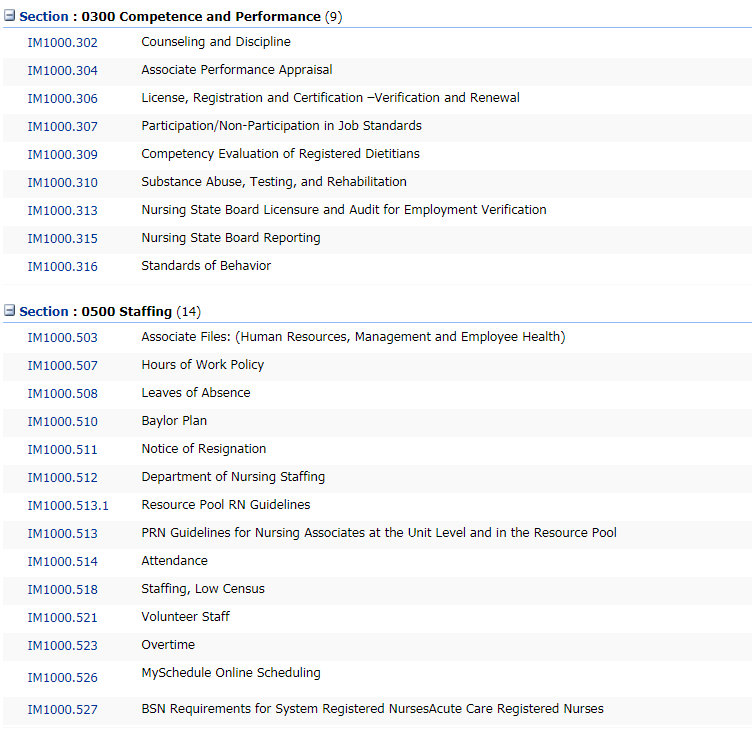 Section : 0300 Competence and Performance (9)
IM1000.302 Counseling and Discipline
IM1000.304 Associate Performance Appraisal
IM1000.306 License, Registration and Certification –Verification and Renewal
IM1000.307 Participation/Non-Participation in Job Standards
IM1000.309 Competency Evaluation of Registered Dietitians
IM1000.310 Substance Abuse, Testing, and Rehabilitation
IM1000.313 Nursing State Board Licensure and Audit for Employment Verification
IM1000.315 Nursing State Board Reporting
IM1000.316 Standards of Behavior
Section : 0500 Staffing (14)
IM1000.503 Associate Files: (Human Resources, Management and Employee Health)
IM1000.507 Hours of Work Policy
IM1000.508 Leaves of Absence
IM1000.510 Baylor Plan
IM1000.511 Notice of Resignation
IM1000.512 Department of Nursing Staffing
IM1000.513.1 Resource Pool RN Guidelines
IM1000.513 PRN Guidelines for Nursing Associates at the Unit Level and in the Resource Pool
IM1000.514 Attendance
IM1000.518 Staffing, Low Census
IM1000.521 Volunteer Staff
IM1000.523 Overtime
IM1000.526 MySchedule Online Scheduling
IM1000.527 BSN Requirements for System Registered NursesAcute Care Registered Nurses